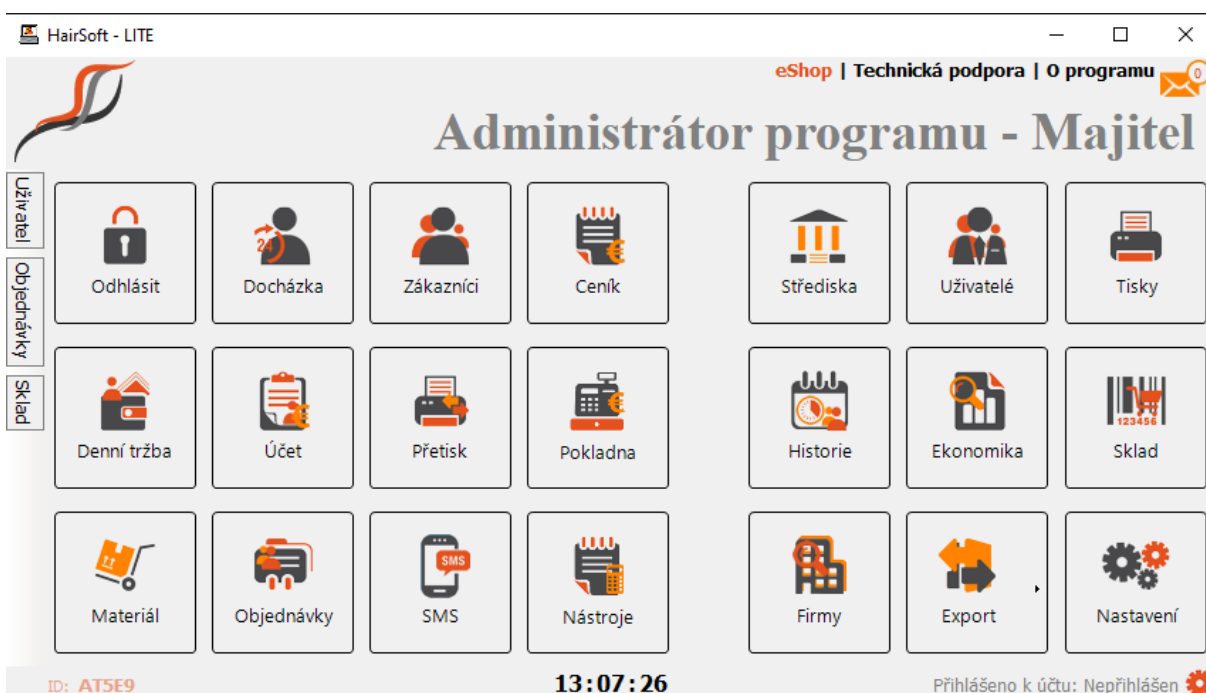 HairSoft - LITE
eShop | Technická podpora | O programu
0
Administrátor programu - Majitel
Uživatel
Objednávky
Sklad
Odhlásit
24
Docházka
Zákazníci
Ceník
Střediska
Uživatelé
Tisky
Denní tržba
Účet
Přetisk
Pokladna
Historie
Ekonomika
123456
Sklad
Materiál
Objednávky
SMS
SMS
Nástroje
Firmy
Export
Nastavení
ID: AT5E9
13:07:26
Přihlášeno k účtu: Nepřihlášen